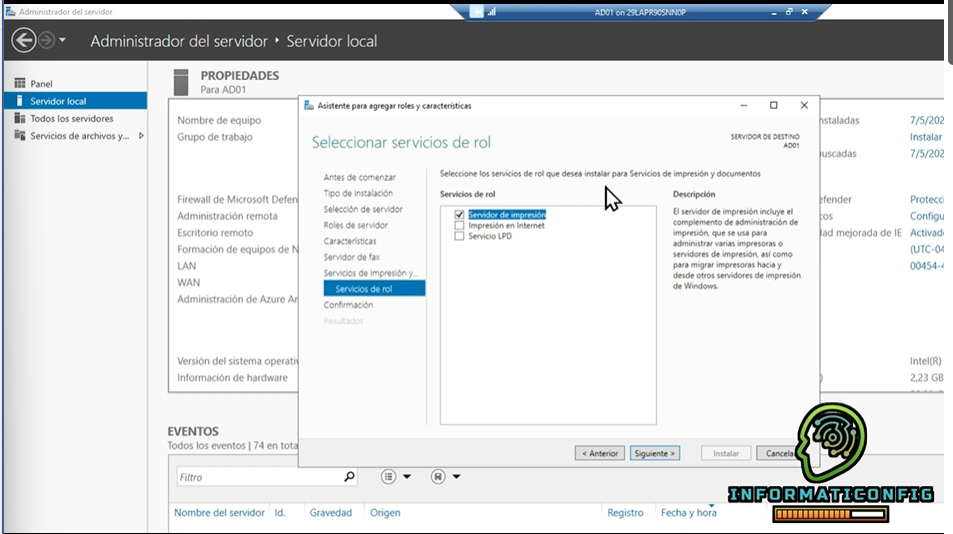 Administrador del servidor
AD01 on 29LAPR90SNN0P
Administrador del servidor • Servidor local
Panel
Servidor local
Todos los servidores
Servicios de archivos y...
PROPIEDADES
Para AD01
Nombre de equipo
Grupo de trabajo
Firewall de Microsoft Defen
Administración remota
Escritorio remoto
Formación de equipos de N
LAN
WAN
Administración de Azure Ar
Versión del sistema operati
Información de hardware
nstaladas
7/5/202
Instalar
buscadas
7/5/202
efender
Protecci
cos
Configu
dad mejorada de IE
Activado
(UTC-04
00454-4
Intel(R)
2,23 GB
Asistente para agregar roles y características
Seleccionar servicios de rol
SERVIDOR DE DESTINO
AD01
Antes de comenzar
Tipo de instalación
Selección de servidor
Roles de servidor
Características
Servidor de fax
Servicios de impresión y...
Servicios de rol
Confirmación
Resultados
Seleccione los servicios de rol que desea instalar para Servicios de impresión y documentos
Servicios de rol
Servidor de impresión
Impresión en Internet
Servicio LPD
Descripción
El servidor de impresión incluye el
complemento de administración de
impresión, que se usa para
administrar varias impresoras o
servidores de impresión, así como
para migrar impresoras hacia y
desde otros servidores de impresión
de Windows.
< Anterior
Siguiente >
Instalar
Cancela
EVENTOS
Todos los eventos | 74 en tota
Filtro
Nombre del servidor
Id.
Gravedad
Origen
Registro
Fecha y hora
INFORMATICONFIG